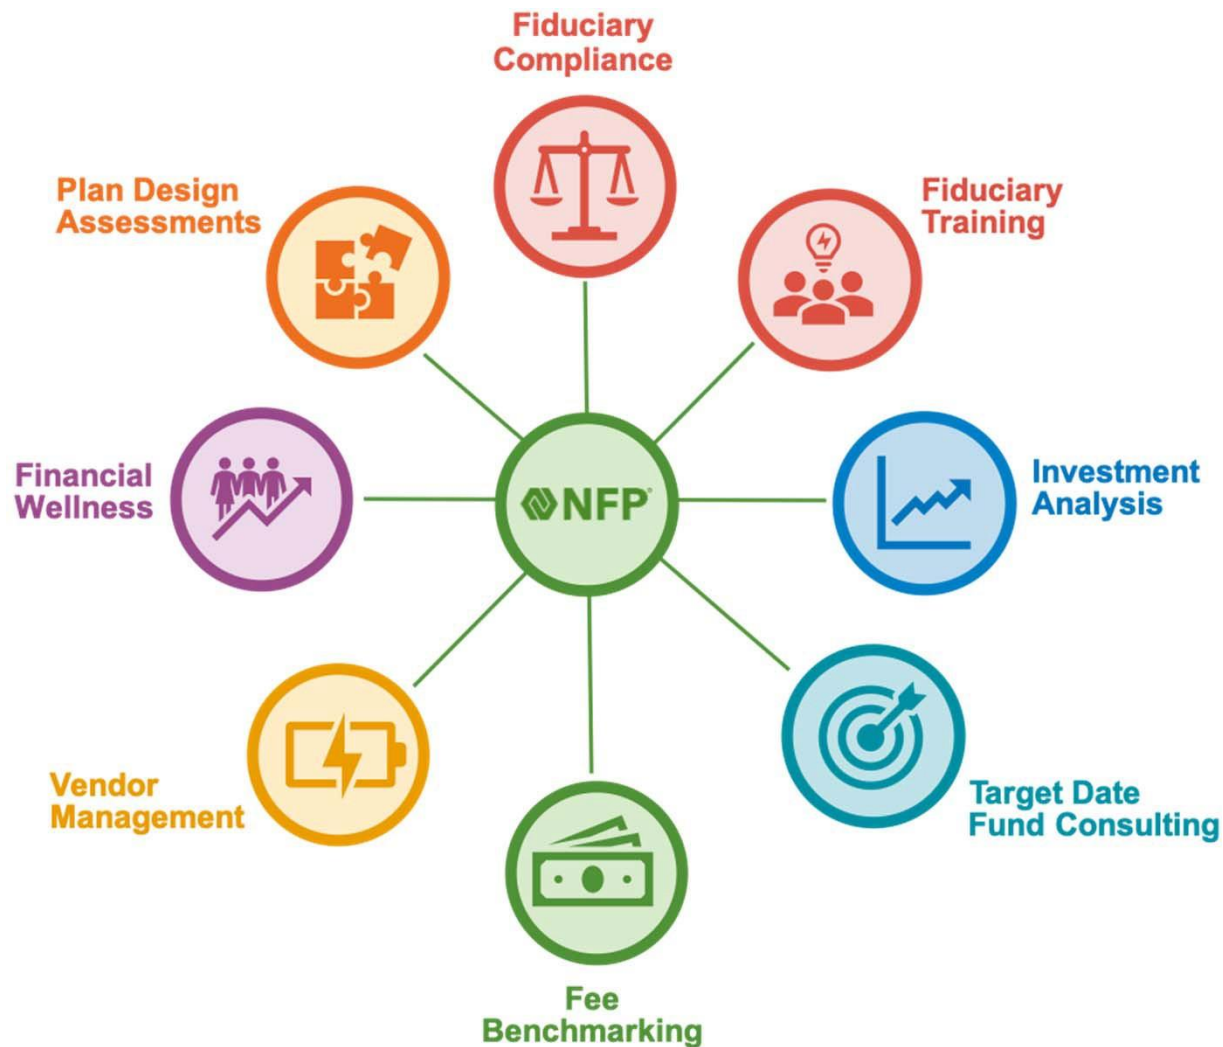 Fiduciary
Compliance
Plan Design
Assessments
Fiduciary
Training
Financial
Wellness
NFP
Investment
Analysis
Vendor
Management
Target Date
Fund Consulting
Fee
Benchmarking